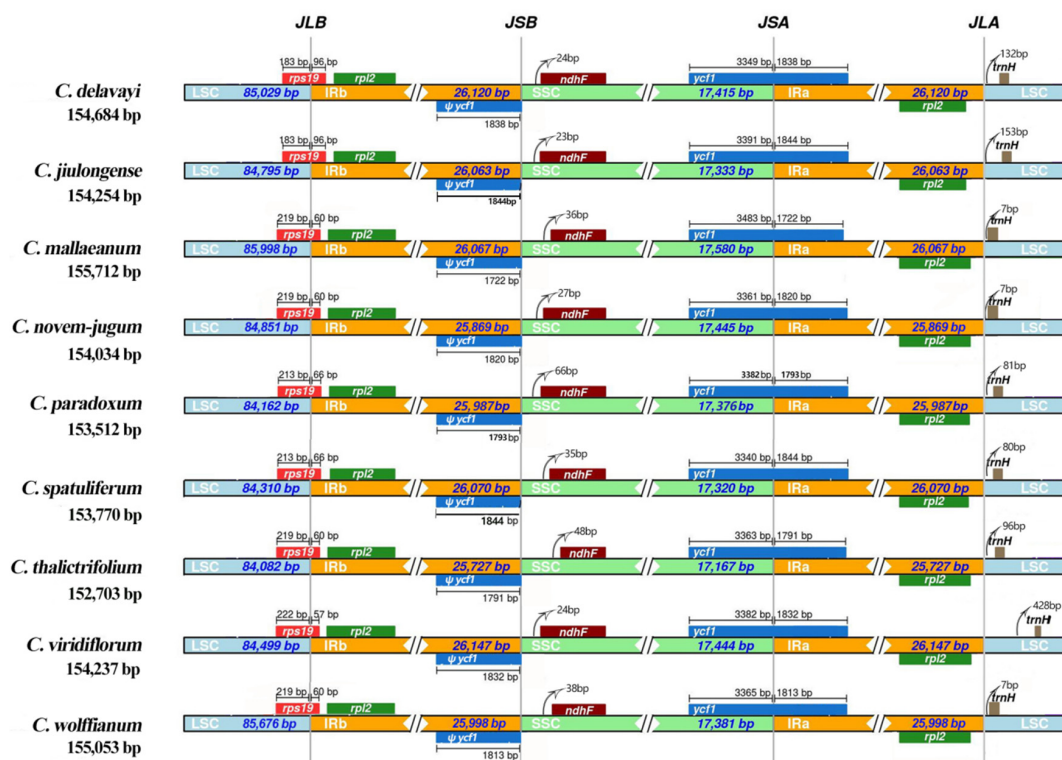 JLB JSB JSA JLA
183 bp 96 bp 24bp 3349 bp 1838 bp 132bp
rps19 rpl2 ndhF ycf1 trnH
C. delavayi LSC 85,029 bp IRb 26,120 bp SSC 17,415 bp IRa 26,120 bp LSC
154,684 bp ψ ycf1 rpl2
1838 bp
183 bp 96 bp 23bp 3391 bp 1844 bp 153bp
rps19 rpl2 ndhF ycf1 trnH
C. jiulongense LSC 84,795 bp IRb 26,063 bp SSC 17,333 bp IRa 26,063 bp LSC
154,254 bp ψ ycf1 rpl2
1844bp
219 bp 60 bp 36bp 3483 bp 1722 bp 7bp
rps19 rpl2 ndhF ycf1 trnH
C. mallaeanum LSC 85,998 bp IRb 26,067 bp SSC 17,580 bp IRa 26,067 bp LSC
155,712 bp ψ ycf1 rpl2
1722 bp
219 bp 60 bp 27bp 3361 bp 1820 bp 7bp
rps19 rpl2 ndhF ycf1 trnH
C. novem-jugum LSC 84,851 bp IRb 25,869 bp SSC 17,445 bp IRa 25,869 bp LSC
154,034 bp ψ ycf1 rpl2
1820 bp
213 bp 66 bp 66bp 3382 bp 1793 bp 81bp
rps19 rpl2 ndhF ycf1 trnH
C. paradoxum LSC 84,162 bp IRb 25,987 bp SSC 17,376 bp IRa 25,987 bp LSC
153,512 bp ψ ycf1 rpl2
1793 bp
213 bp 66 bp 35bp 3340 bp 1844 bp 80bp
rps19 rpl2 ndhF ycf1 trnH
C. spatuliferum LSC 84,310 bp IRb 26,070 bp SSC 17,320 bp IRa 26,070 bp LSC
153,770 bp ψ ycf1 rpl2
1844 bp
219 bp 60 bp 48bp 3363 bp 1791 bp 96bp
rps19 rpl2 ndhF ycf1 trnH
C. thalictrifolium LSC 84,082 bp IRb 25,727 bp SSC 17,167 bp IRa 25,727 bp LSC
152,703 bp ψ ycf1 rpl2
1791 bp
222 bp 57 bp 24bp 3382 bp 1832 bp 428bp
rps19 rpl2 ndhF ycf1 trnH
C. viridiflorum LSC 84,499 bp IRb 26,147 bp SSC 17,444 bp IRa 26,147 bp LSC
154,237 bp ψ ycf1 rpl2
1832 bp
219 bp 60 bp 38bp 3365 bp 1813 bp 7bp
rps19 rpl2 ndhF ycf1 trnH
C. wolffianum LSC 85,676 bp IRb 25,998 bp SSC 17,381 bp IRa 25,998 bp LSC
155,053 bp ψ ycf1 rpl2
1813 bp